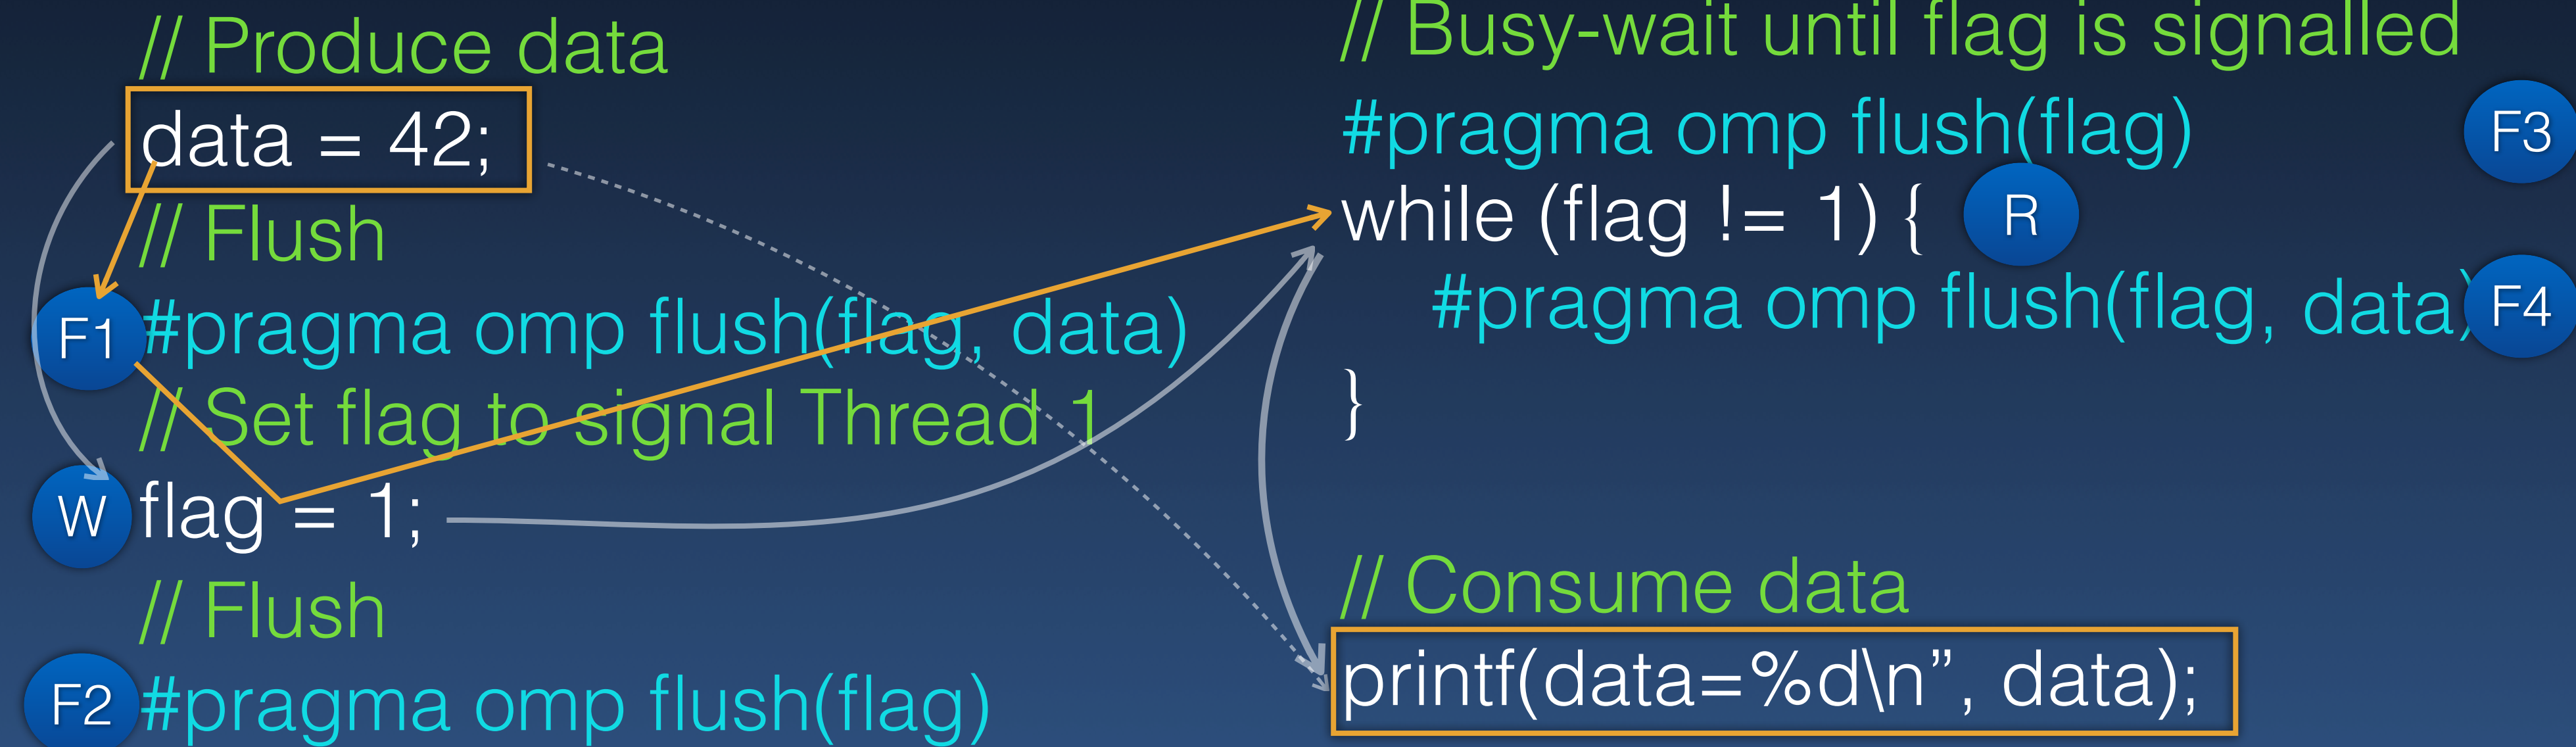 // Produce data
data = 42;
// Flush
F1 #pragma omp flush(flag, data)
// Set flag to signal Thread 1
W flag = 1;
// Flush
F2 #pragma omp flush(flag)
// Busy-wait until flag is signalled
#pragma omp flush(flag) F3
while (flag != 1) { R
#pragma omp flush(flag, data) F4
}
// Consume data
printf(data=%d\n”, data);